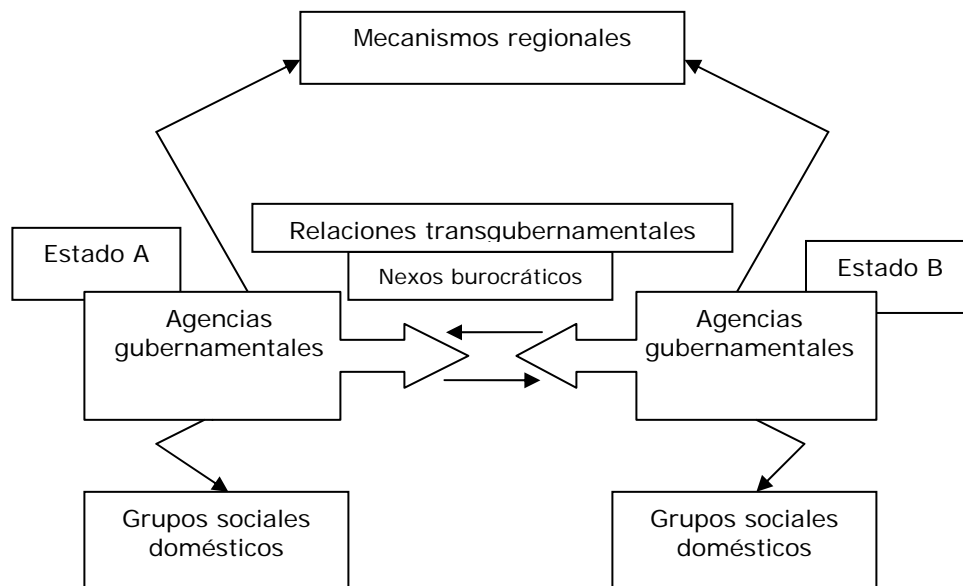 Mecanismos regionales
Relaciones transgubernamentales
Estado A
Nexos burocráticos
Estado B
Agencias
gubernamentales
Agencias
gubernamentales
Grupos sociales
domésticos
Grupos sociales
domésticos